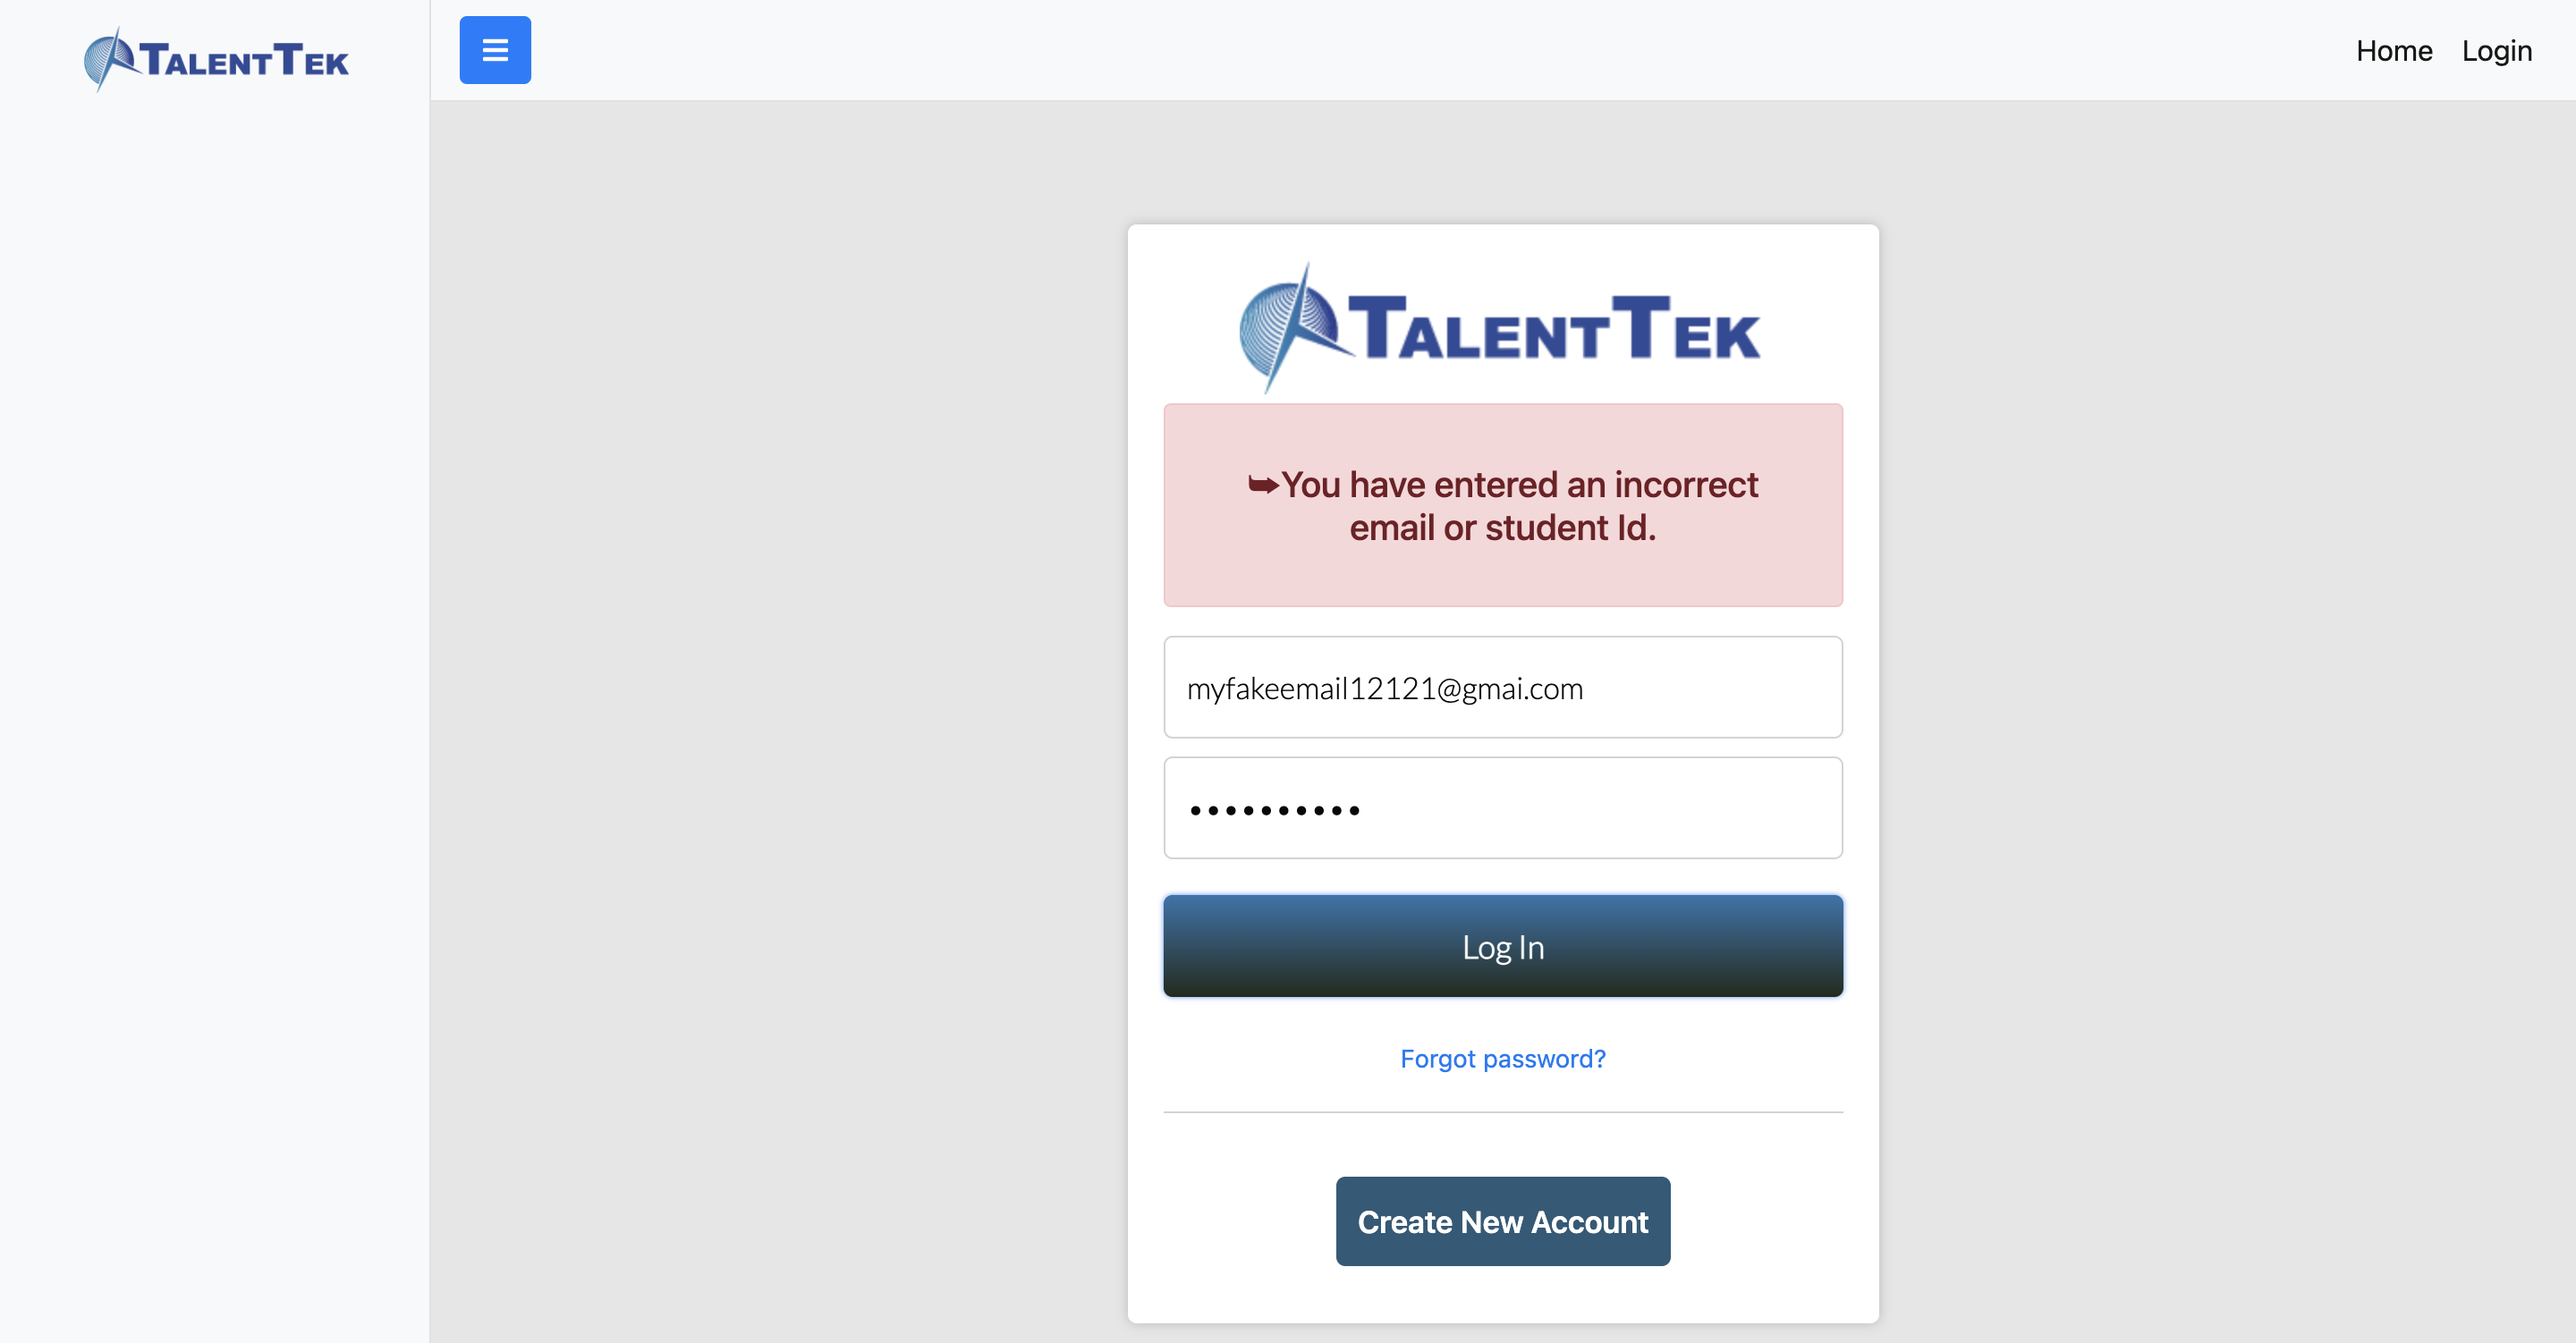 TALENTTEK
Home Login
TALENTTEK
➥You have entered an incorrect
email or student Id.
myfakeemail12121@gmai.com
••••••••••
Log In
Forgot password?
Create New Account